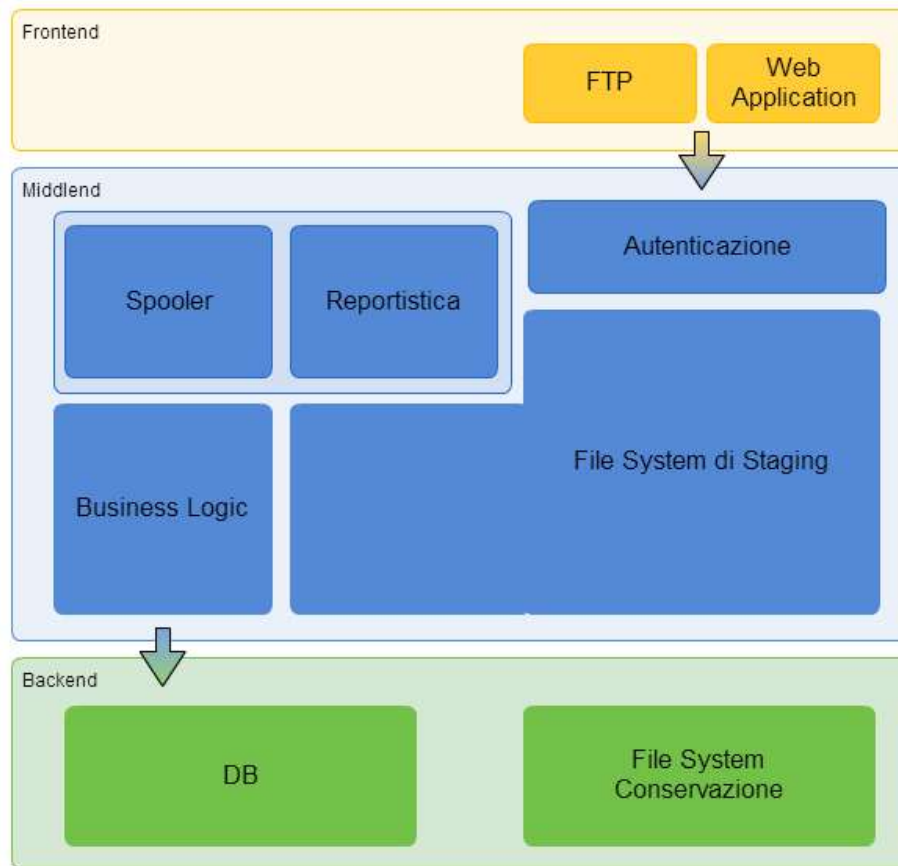 Frontend
FTP
Web
Application
Middlend
Spooler
Reportistica
Autenticazione
Business Logic
File System di Staging
Backend
DB
File System
Conservazione